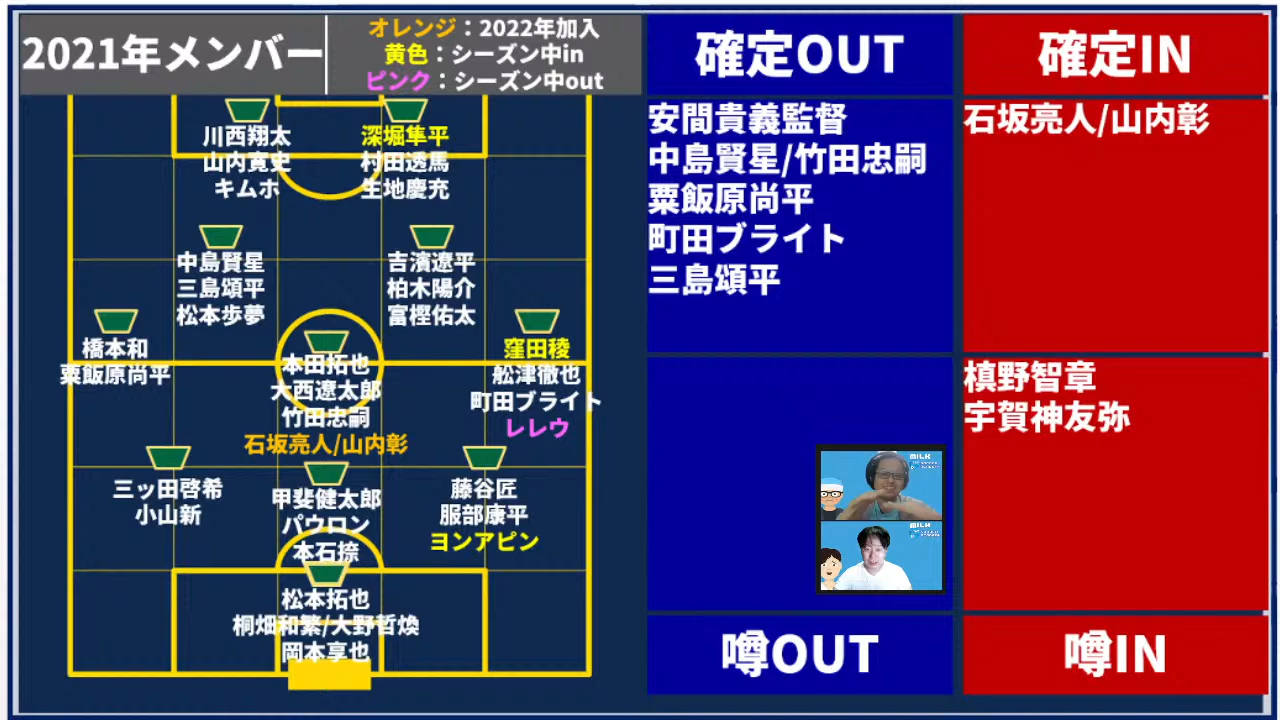 2021年メンバー
オレンジ：2022年加入
黄色：シーズン中in
ピンク：シーズン中out
川西翔太
山内寛史
キムホ
深堀隼平
村田透馬
生地慶充
中島賢星
三島頌平
松本歩夢
吉濱遼平
柏木陽介
富樫佑太
橋本和
粟飯原尚平
本田拓也
大西遼太郎
竹田忠嗣
石坂亮人/山内彰
窪田稜
舩津徹也
町田ブライト
レレウ
三ッ田啓希
小山新
甲斐健太郎
パウロン
本石捺
藤谷匠
服部康平
ヨンアピン
松本拓也
桐畑和繁/大野哲煥
岡本享也
確定OUT
安間貴義監督
中島賢星/竹田忠嗣
粟飯原尚平
町田ブライト
三島頌平
確定IN
石坂亮人/山内彰
槙野智章
宇賀神友弥
MILK
MILK
噂OUT
噂IN